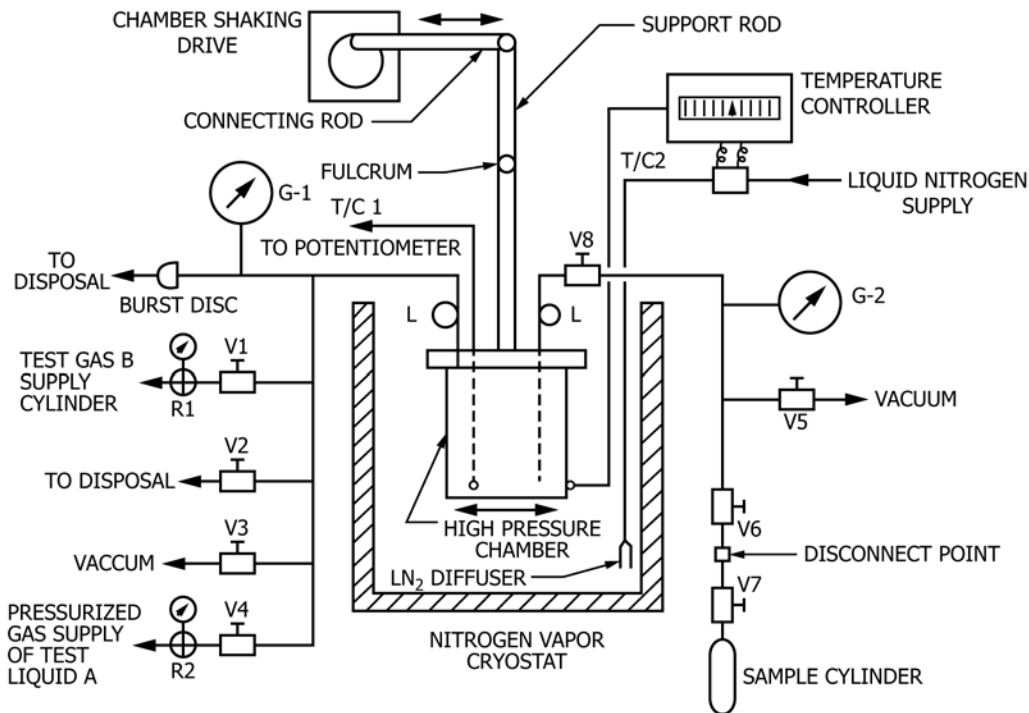 CHAMBER SHAKING
DRIVE
SUPPORT ROD
TEMPERATURE
CONTROLLER
CONNECTING ROD
FULCRUM
T/C2
G-1
LIQUID NITROGEN
SUPPLY
T/C 1
TO POTENTIOMETER
V8
TO
DISPOSAL
BURST DISC
G-2
L
L
TEST GAS B
SUPPLY
CYLINDER
V1
R1
VACUUM
V5
V2
TO DISPOSAL
V6
HIGH PRESSURE
CHAMBER
V3
VACCUM
DISCONNECT POINT
LN2 DIFFUSER
V7
PRESSURIZED
GAS SUPPLY
OF TEST
LIQUID A
V4
R2
NITROGEN VAPOR
CRYOSTAT
SAMPLE CYLINDER